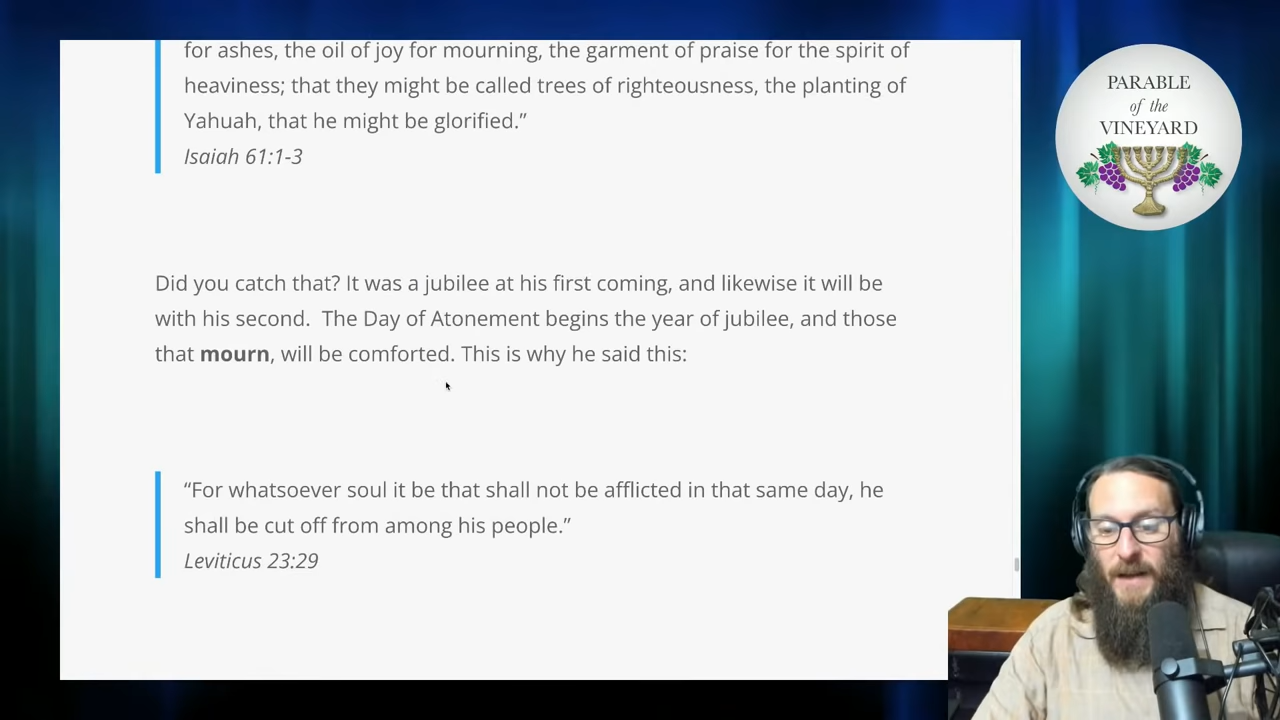 for ashes, the oil of joy for mourning, the garment of praise for the spirit of
heaviness; that they might be called trees of righteousness, the planting of
Yahuah, that he might be glorified.”
Isaiah 61:1-3
Did you catch that? It was a jubilee at his first coming, and likewise it will be
with his second.  The Day of Atonement begins the year of jubilee, and those
that mourn, will be comforted. This is why he said this:
“For whatsoever soul it be that shall not be afflicted in that same day, he
shall be cut off from among his people.”
Leviticus 23:29
PARABLE
of the
VINEYARD